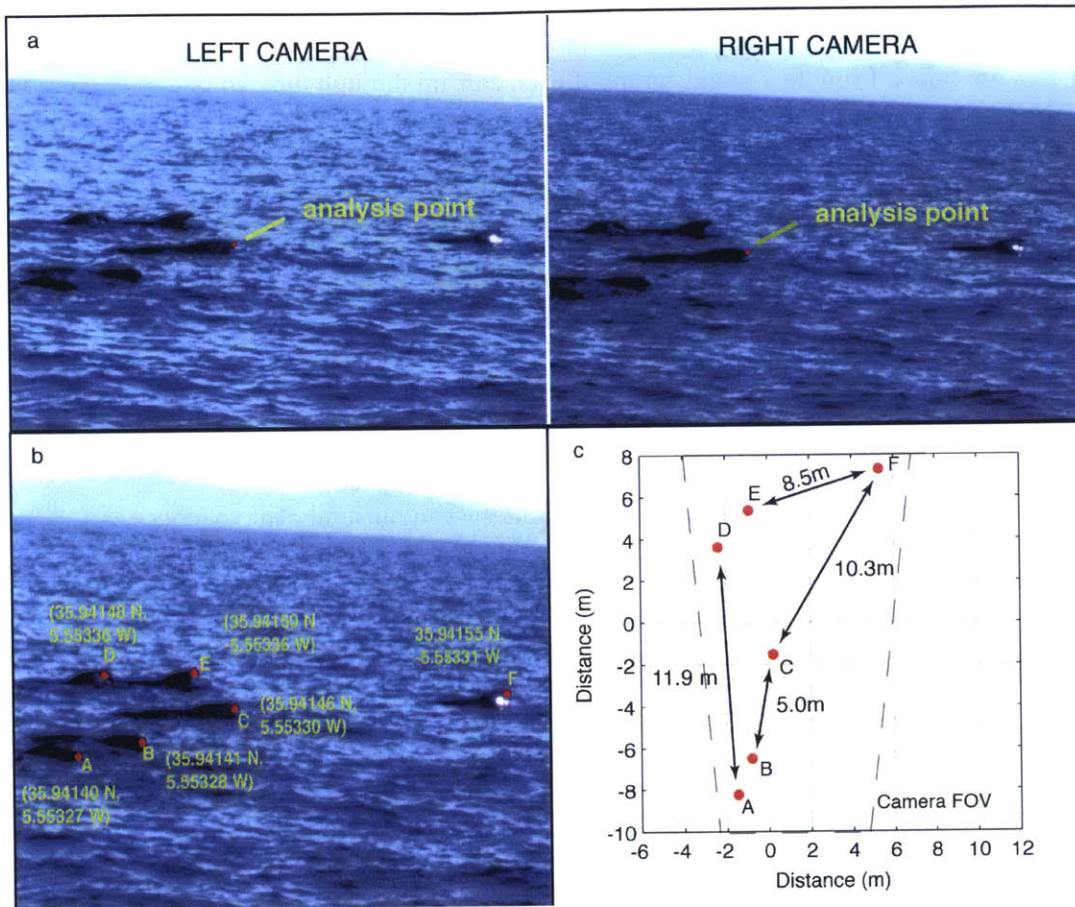 a
LEFT CAMERA
RIGHT CAMERA
analysis point
analysis point
b
(35.94148 N,
5.55336 W)
D
(35.94150 N
-5.55336 W)
E
35.94155 N,
-5.55331 W
F
C
(35.94146 N,
5.55330 W)
A
B
(35.94141 N,
5.55328 W)
(35.94140 N,
5.55327 W)
c
8
6
4
2
0
-2
-4
-6
-8
-10
Distance (m)
-6
-4
-2
0
2
4
6
8
10
12
Distance (m)
E
8.5m
F
D
10.3m
C
11.9 m
5.0m
B
A
Camera FOV